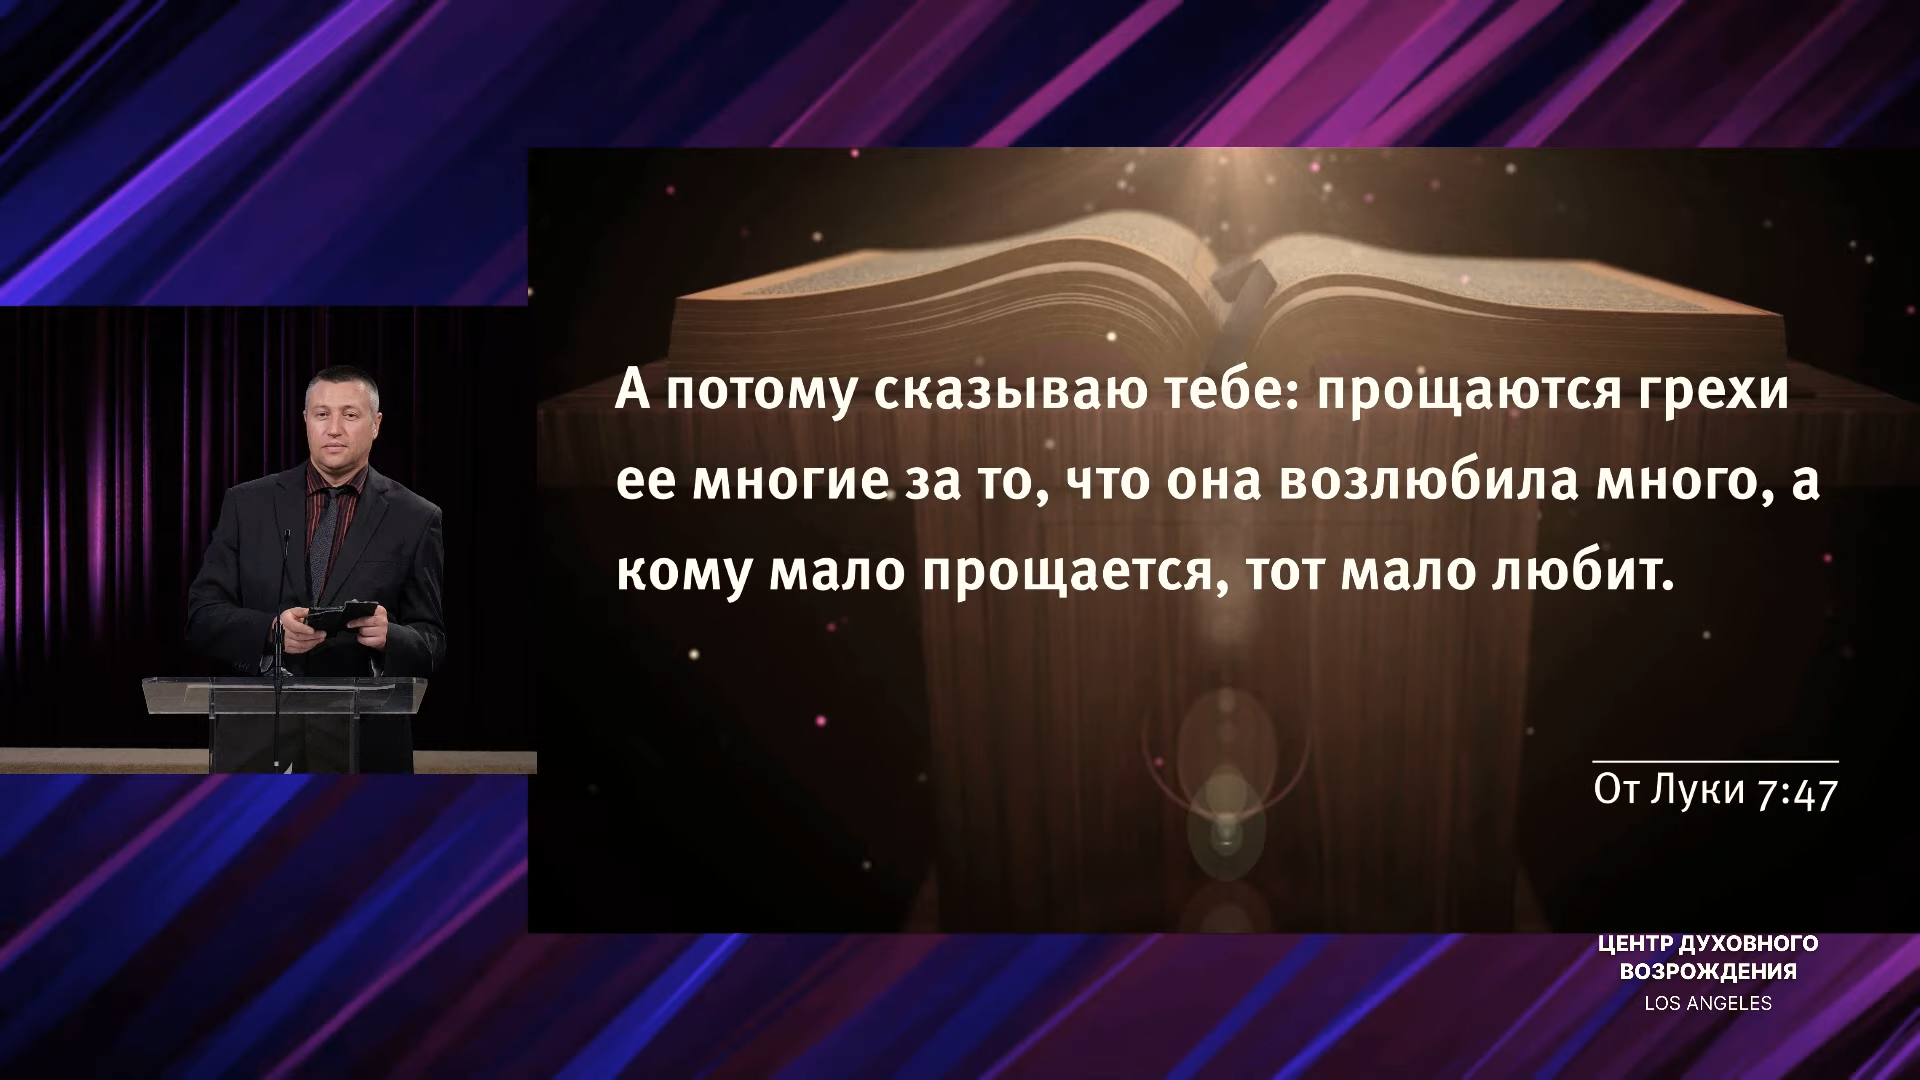 А потому сказываю тебе: прощаются грехи
ее многие за то, что она возлюбила много, а
кому мало прощается, тот мало любит.
От Луки 7:47
ЦЕНТР ДУХОВНОГО
ВОЗРОЖДЕНИЯ
LOS ANGELES